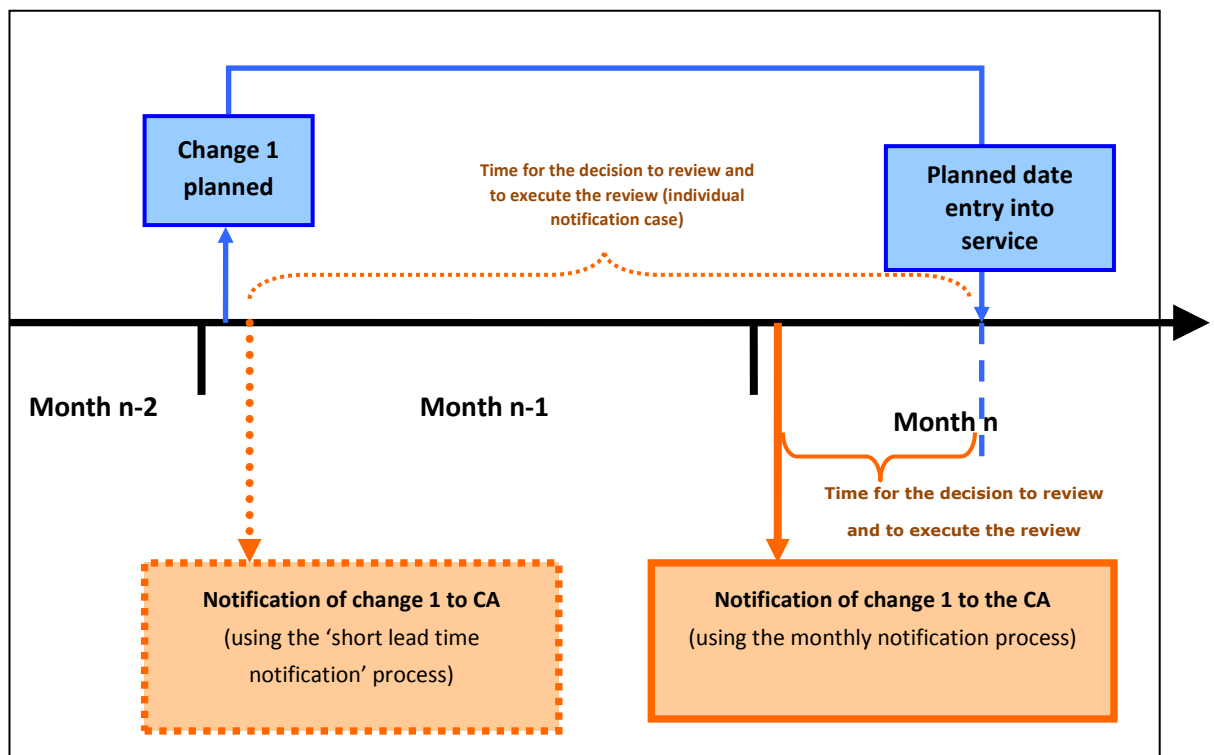 Change 1
planned
Time for the decision to review and
to execute the review (individual
notification case)
Planned date
entry into
service
Month n-2
Month n-1
Month n
Time for the decision to review
and to execute the review
Notification of change 1 to CA
(using the ‘short lead time
notification’ process)
Notification of change 1 to the CA
(using the monthly notification process)